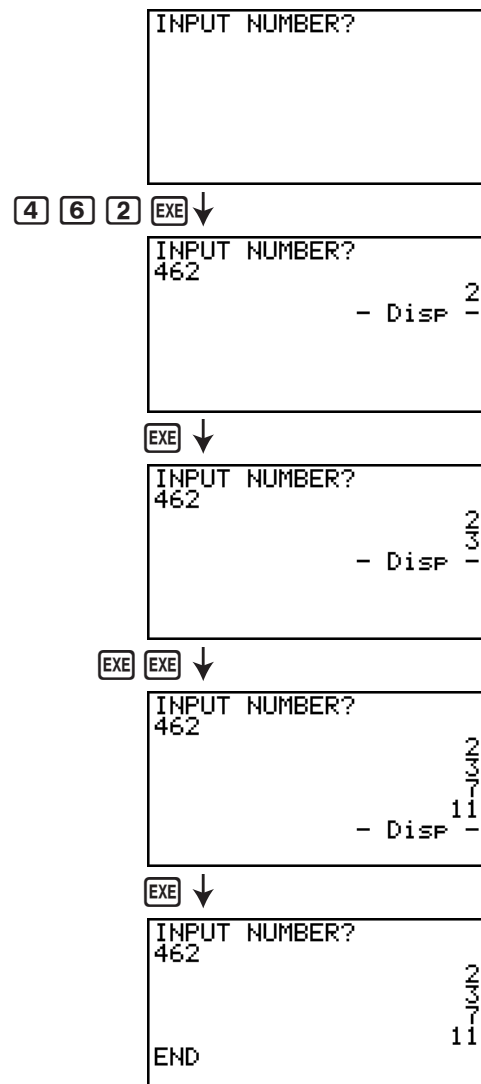 INPUT NUMBER?
4 6 2 EXE
INPUT NUMBER?
462
2
- Disp -
EXE
INPUT NUMBER?
462
2
3
- Disp -
EXE EXE
INPUT NUMBER?
462
2
3
7
11
- Disp -
EXE
INPUT NUMBER?
462
2
3
7
11
END